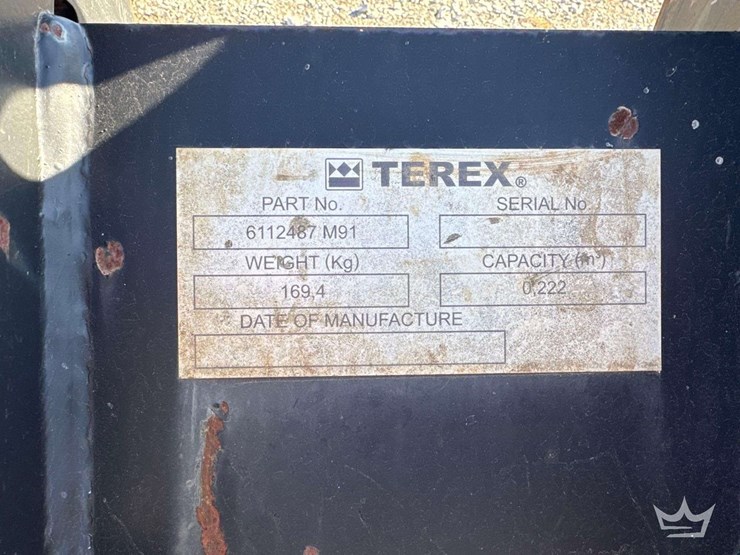 TEREX®
PART No. SERIAL No
6112487 M91
WEIGHT (Kg) CAPACITY (m³)
169,4 0,222
DATE OF MANUFACTURE